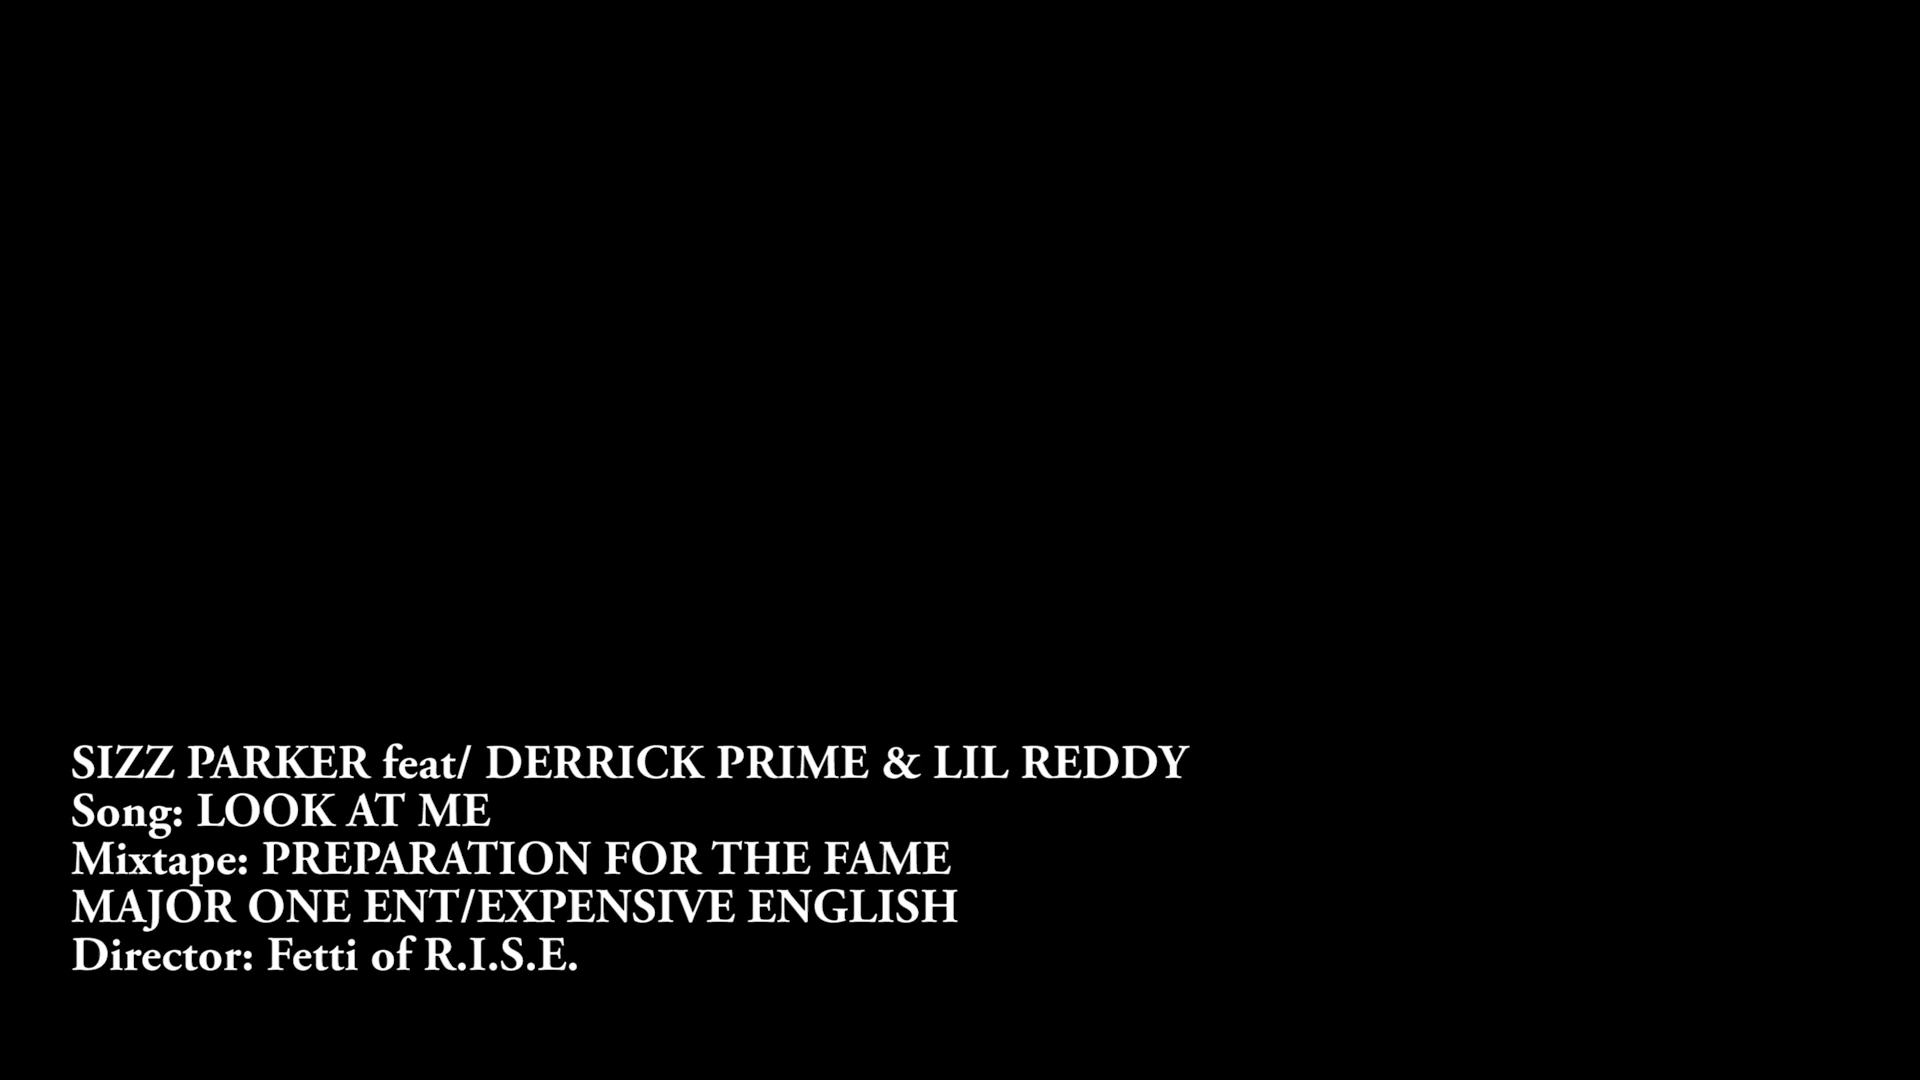 SIZZ PARKER feat/ DERRICK PRIME & LIL REDDY
Song: LOOK AT ME
Mixtape: PREPARATION FOR THE FAME
MAJOR ONE ENT/EXPENSIVE ENGLISH
Director: Fetti of R.I.S.E.